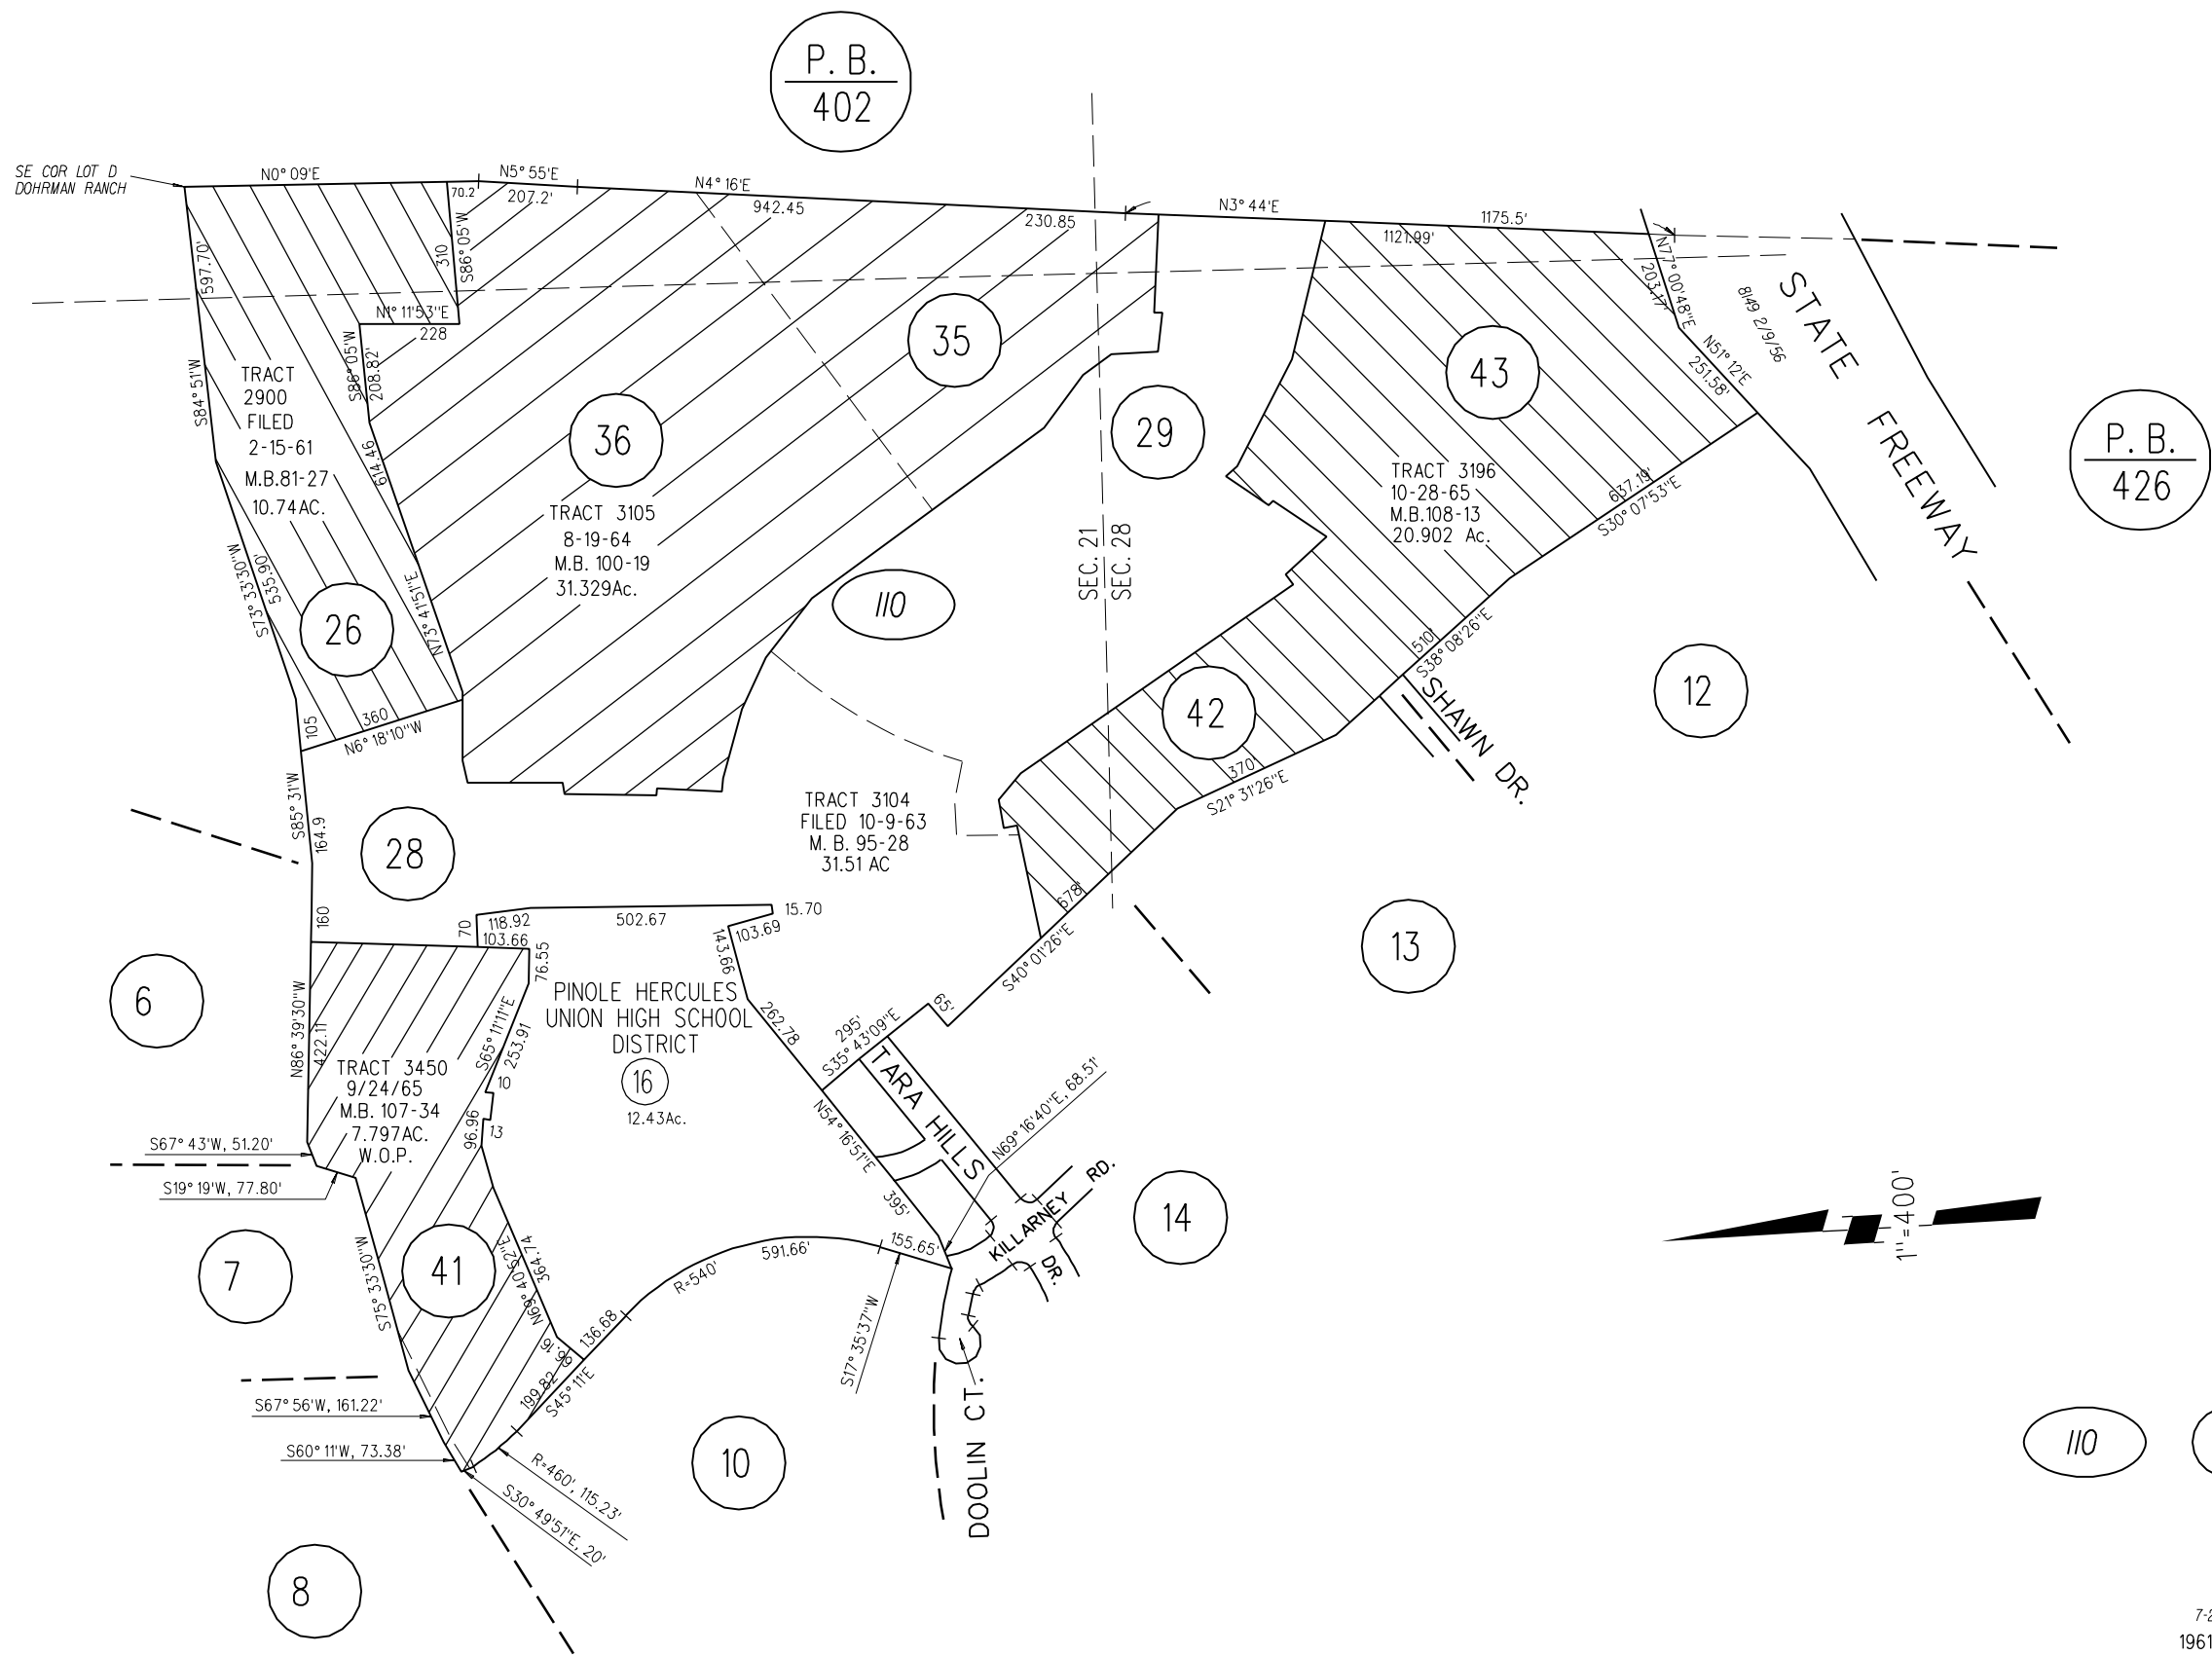 P. B.
402
SE COR LOT D
DOHRMAN RANCH
N0° 09'E
N5° 55'E
N4° 16'E
N3° 44'E
70.2
207.2'
942.45
230.85
1121.99'
1175.5'
597.70'
310
S86° 05'W
N1° 11'53"E
228
S86° 05'W
208.82'
S84° 51'W
TRACT
2900
FILED
2-15-61
M.B.81-27
10.74AC.
614.46
N73° 41'51"E
S73° 33'30"W
535.90'
26
105
360
N6° 18'10"W
36
35
TRACT 3105
8-19-64
M.B. 100-19
31.329Ac.
110
29
SEC. 21
SEC. 28
43
TRACT 3196
10-28-65
M.B.108-13
20.902 Ac.
N77° 00'48"E
203.17'
8149 2/9/56
N51° 12'E
251.58'
STATE FREEWAY
P. B.
426
637.19'
S30° 07'53"E
510'
S38° 08'26"E
SHAWN DR.
12
42
370'
S21° 31'26"E
678'
S40° 01'26"E
13
S85° 31'W
164.9
28
160
TRACT 3104
FILED 10-9-63
M. B. 95-28
31.51 AC
70
118.92
103.66
502.67
15.70
103.69
143.66
76.55
6
N86° 39'30"W
422.11
S65° 11'11"E
253.91
10
13
96.96
TRACT 3450
9/24/65
M.B. 107-34
7.797AC.
W.O.P.
PINOLE HERCULES
UNION HIGH SCHOOL
DISTRICT
16
12.43Ac.
262.78
295'
S35° 43'09"E
65'
TARA HILLS
DR.
N54° 16'51"E
395'
N69° 16'40"E, 68.51'
KILLARNEY RD.
14
S67° 43'W, 51.20'
S19° 19'W, 77.80'
7
S75° 33'30"W
41
N69° 40'52"E
364.74
66.16
136.68
199.82
S45° 11'E
R=540'
591.66'
155.65'
S17° 35'37"W
S67° 56'W, 161.22'
S60° 11'W, 73.38'
R=460', 115.23'
S30° 49'51"E, 20'
10
DOOLIN CT.
8
1"=400'
110
7-2
1961